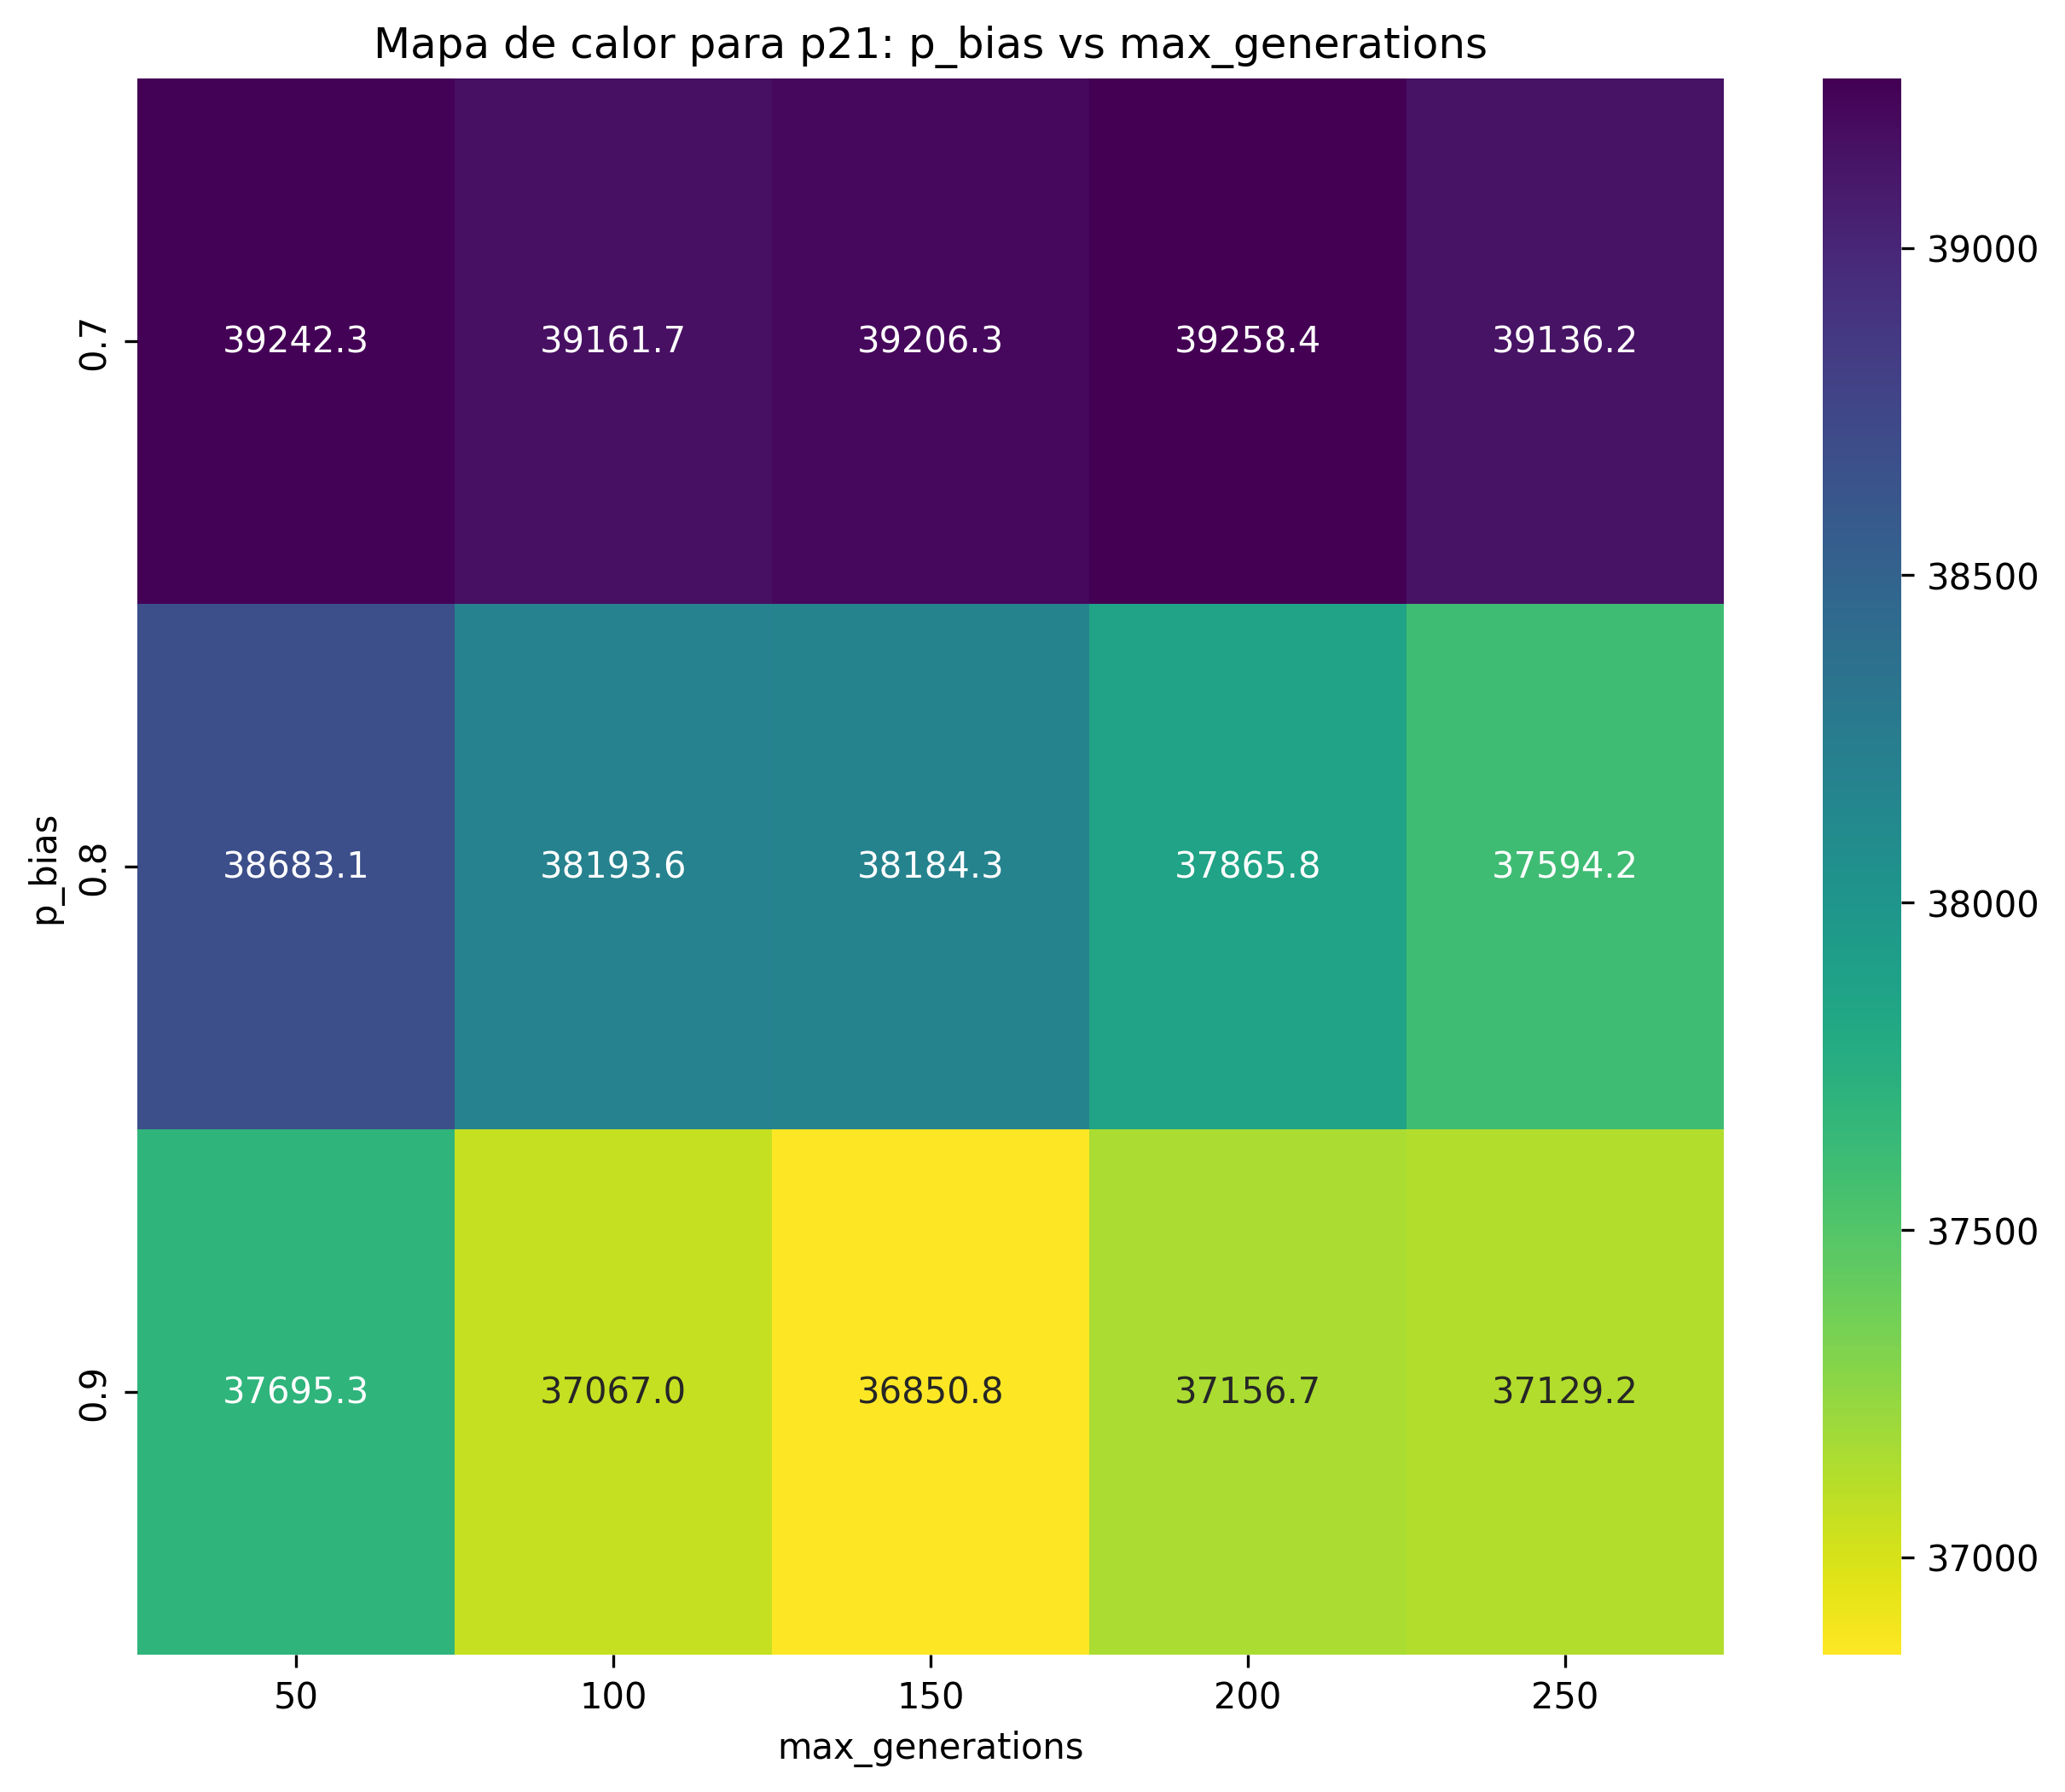 Mapa de calor para p21: p_bias vs max_generations
39000
38500
38000
37500
37000
p_bias
0.7
39242.3 39161.7 39206.3 39258.4 39136.2
0.8
38683.1 38193.6 38184.3 37865.8 37594.2
0.9
37695.3 37067.0 36850.8 37156.7 37129.2
50 100 150 200 250
max_generations